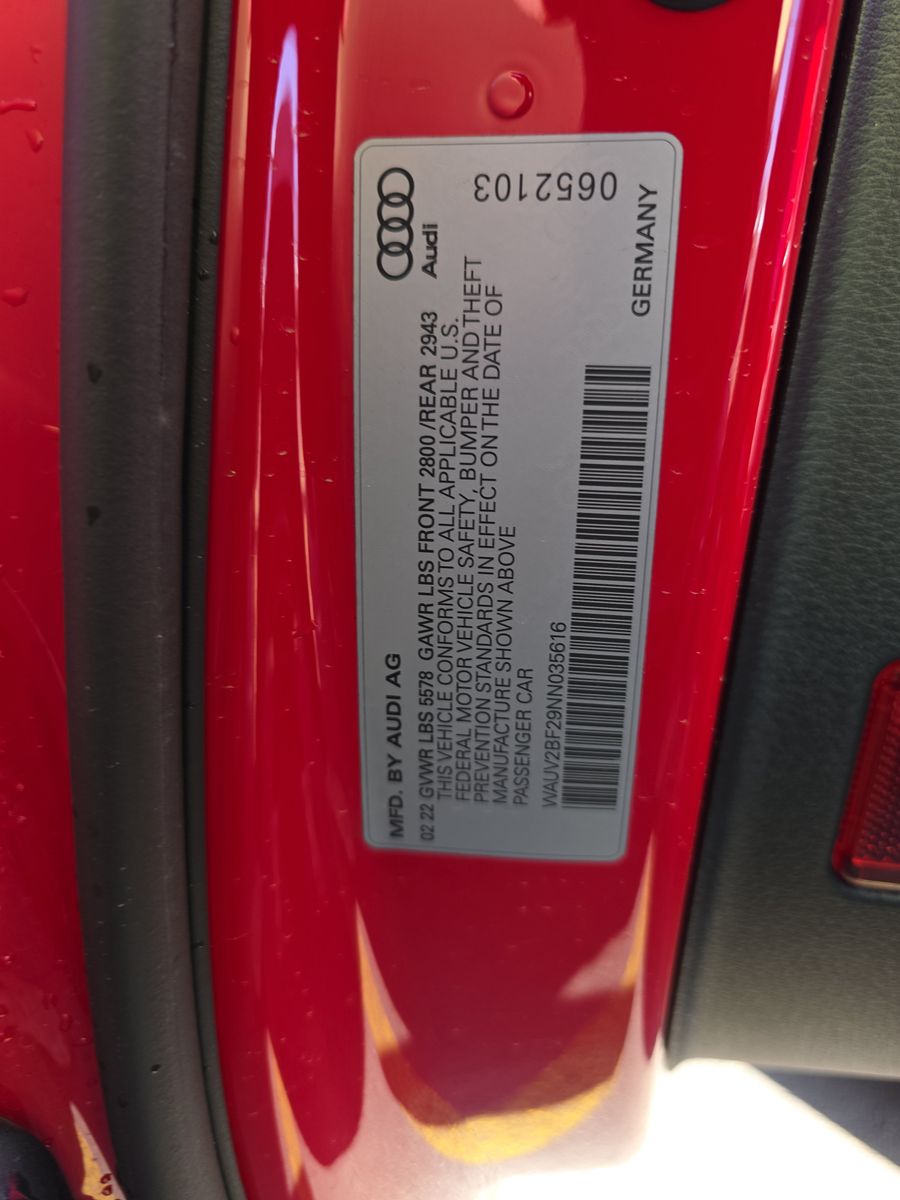 Audi
0652103
MFD. BY AUDI AG
02 22 GVWR LBS 5578 GAWR LBS FRONT 2800 /REAR 2943
THIS VEHICLE CONFORMS TO ALL APPLICABLE U.S.
FEDERAL MOTOR VEHICLE SAFETY, BUMPER AND THEFT
PREVENTION STANDARDS IN EFFECT ON THE DATE OF
MANUFACTURE SHOWN ABOVE
PASSENGER CAR
WAUV2BF29NN035616
GERMANY